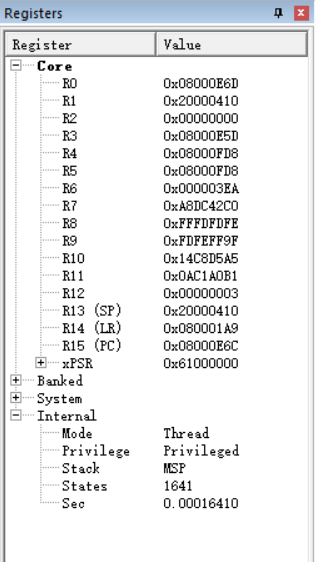 Registers
Register Value
Core
R0 0x08000E6D
R1 0x20000410
R2 0x00000000
R3 0x08000E5D
R4 0x08000FD8
R5 0x08000FD8
R6 0x000003EA
R7 0xA8DC42C0
R8 0xFFFDFDFE
R9 0xFDFEFF9F
R10 0x14C8D5A5
R11 0x0AC1A0B1
R12 0x00000003
R13 (SP) 0x20000410
R14 (LR) 0x080001A9
R15 (PC) 0x08000E6C
xPSR 0x61000000
Banked
System
Internal
Mode Thread
Privilege Privileged
Stack MSP
States 1641
Sec 0.00016410